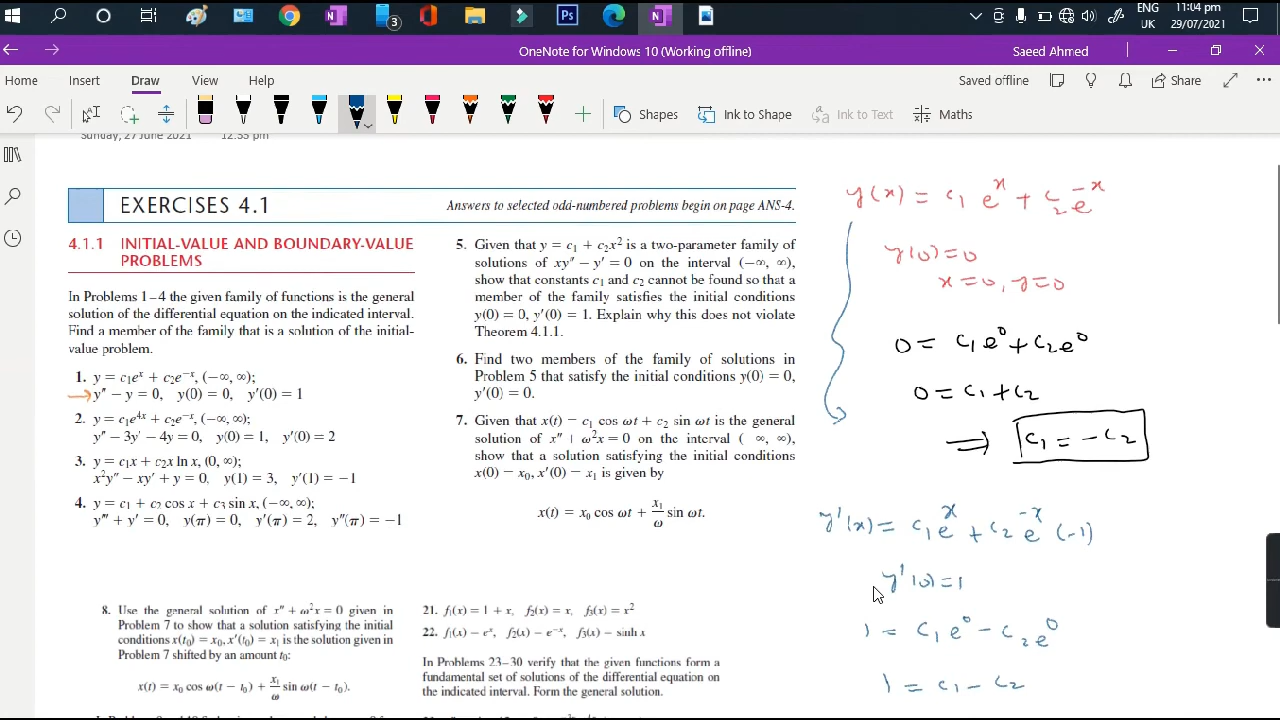 ENG
UK
11:04 pm
29/07/2021
3
OneNote for Windows 10 (Working offline)
Saeed Ahmed
Home Insert Draw View Help
Saved offline Share
Shapes Ink to Shape Ink to Text Maths
Sunday, 27 June 2021 12:35 pm
EXERCISES 4.1
Answers to selected odd-numbered problems begin on page ANS-4.
4.1.1 INITIAL-VALUE AND BOUNDARY-VALUE
PROBLEMS
In Problems 1–4 the given family of functions is the general
solution of the differential equation on the indicated interval.
Find a member of the family that is a solution of the initial-
value problem.
1. y = c₁eˣ + c₂e⁻ˣ, (−∞, ∞);
y″ − y = 0, y(0) = 0, y′(0) = 1
2. y = c₁e⁴ˣ + c₂e⁻ˣ, (−∞, ∞);
y″ − 3y′ − 4y = 0, y(0) = 1, y′(0) = 2
3. y = c₁x + c₂x ln x, (0, ∞);
x²y″ − xy′ + y = 0, y(1) = 3, y′(1) = −1
4. y = c₁ + c₂ cos x + c₃ sin x, (−∞, ∞);
y‴ + y′ = 0, y(π) = 0, y′(π) = 2, y″(π) = −1
5. Given that y = c₁ + c₂x² is a two-parameter family of
solutions of xy″ − y′ = 0 on the interval (−∞, ∞),
show that constants c₁ and c₂ cannot be found so that a
member of the family satisfies the initial conditions
y(0) = 0, y′(0) = 1. Explain why this does not violate
Theorem 4.1.1.
6. Find two members of the family of solutions in
Problem 5 that satisfy the initial conditions y(0) = 0,
y′(0) = 0.
7. Given that x(t) = c₁ cos ωt + c₂ sin ωt is the general
solution of x″ + ω²x = 0 on the interval (−∞, ∞),
show that a solution satisfying the initial conditions
x(0) = x₀, x′(0) = x₁ is given by
x(t) = x₀ cos ωt + x₁/ω sin ωt.
8. Use the general solution of x″ + ω²x = 0 given in
Problem 7 to show that a solution satisfying the initial
conditions x(t₀) = x₀, x′(t₀) = x₁ is the solution given in
Problem 7 shifted by an amount t₀:
x(t) = x₀ cos ω(t − t₀) + x₁/ω sin ω(t − t₀).
21. f₁(x) = 1 + x, f₂(x) = x, f₃(x) = x²
22. f₁(x) = eˣ, f₂(x) = e⁻ˣ, f₃(x) = sinh x
In Problems 23–30 verify that the given functions form a
fundamental set of solutions of the differential equation on
the indicated interval. Form the general solution.
y(x) = c₁ eˣ + c₂ e⁻ˣ
y(0) = 0
x = 0, y = 0
0 = c₁e⁰ + c₂e⁰
0 = c₁ + c₂
⇒ c₁ = −c₂
y′(x) = c₁eˣ + c₂ e⁻ˣ (−1)
y′(0) = 1
1 = c₁ e⁰ − c₂ e⁰
1 = c₁ − c₂